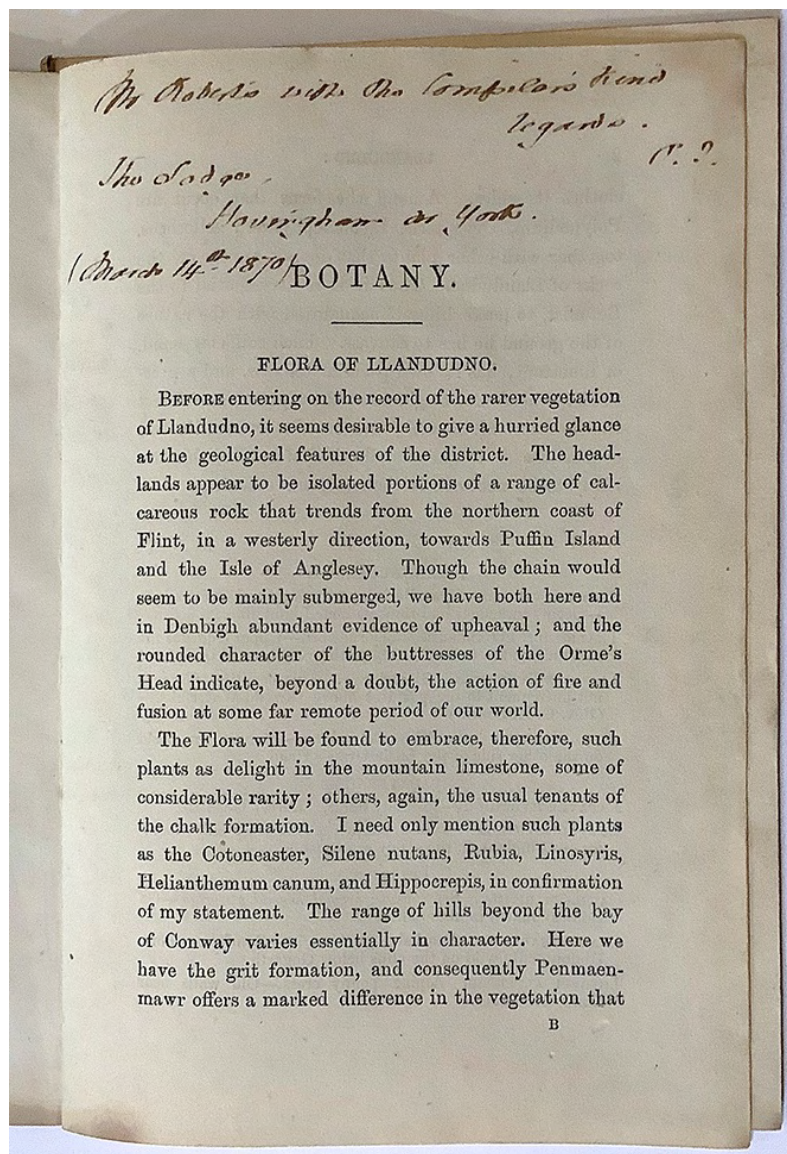 Mr Roberts with the Compiler's kind
regards.
The Lodge
Hovingham nr York.
(March 14th 1870)
BOTANY.
FLORA OF LLANDUDNO.
BEFORE entering on the record of the rarer vegetation
of Llandudno, it seems desirable to give a hurried glance
at the geological features of the district. The head-
lands appear to be isolated portions of a range of cal-
careous rock that trends from the northern coast of
Flint, in a westerly direction, towards Puffin Island
and the Isle of Anglesey. Though the chain would
seem to be mainly submerged, we have both here and
in Denbigh abundant evidence of upheaval ; and the
rounded character of the buttresses of the Orme's
Head indicate, beyond a doubt, the action of fire and
fusion at some far remote period of our world.
The Flora will be found to embrace, therefore, such
plants as delight in the mountain limestone, some of
considerable rarity ; others, again, the usual tenants of
the chalk formation. I need only mention such plants
as the Cotoneaster, Silene nutans, Rubia, Linosyris,
Helianthemum canum, and Hippocrepis, in confirmation
of my statement. The range of hills beyond the bay
of Conway varies essentially in character. Here we
have the grit formation, and consequently Penmaen-
mawr offers a marked difference in the vegetation that
B